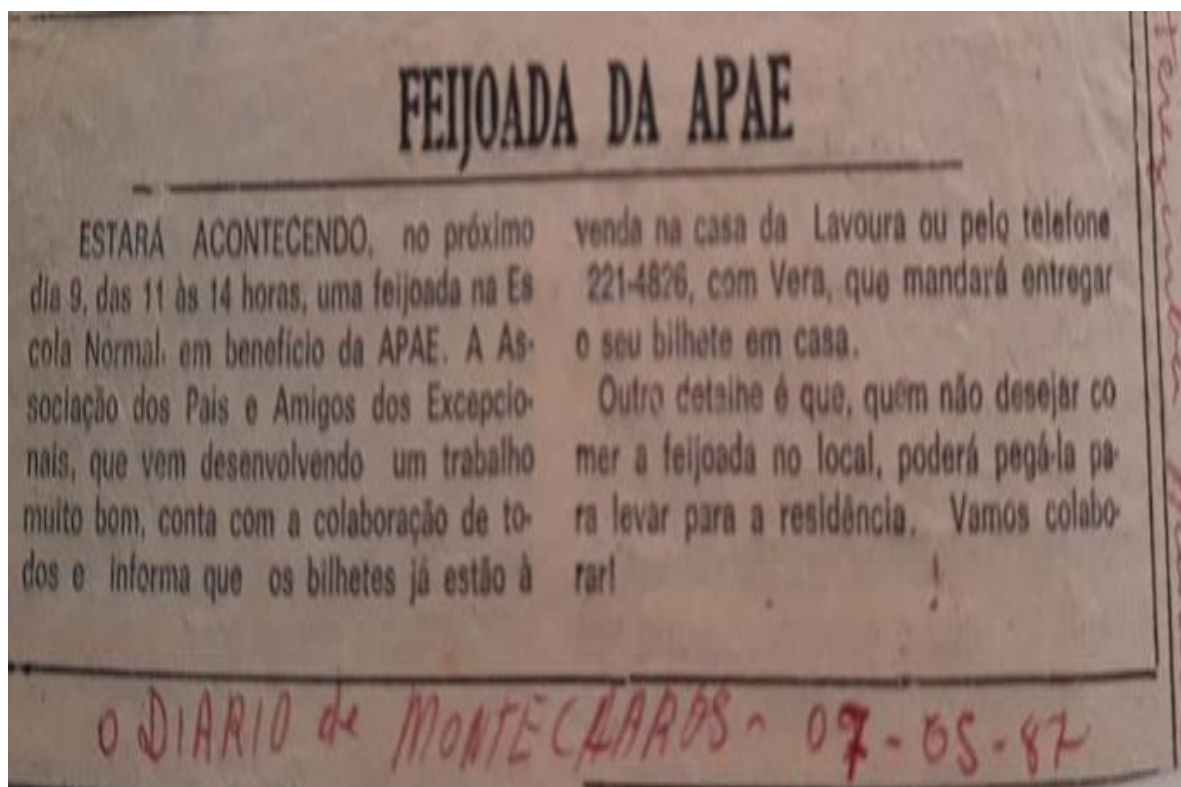 FEIJOADA DA APAE
ESTARÁ ACONTECENDO, no próximo
dia 9, das 11 às 14 horas, uma feijoada na Es
cola Normal, em benefício da APAE. A As-
sociação dos Pais e Amigos dos Excepcio-
nais, que vem desenvolvendo um trabalho
muito bom, conta com a colaboração de to-
dos e informa que os bilhetes já estão à
venda na casa da Lavoura ou pelo telefone
221-4826, com Vera, que mandará entregar
o seu bilhete em casa.
Outro detalhe é que, quem não desejar co
mer a feijoada no local, poderá pegá-la pa-
ra levar para a residência. Vamos colabo-
rar!
O DIARIO de MONTECLAROS - 07-05-87